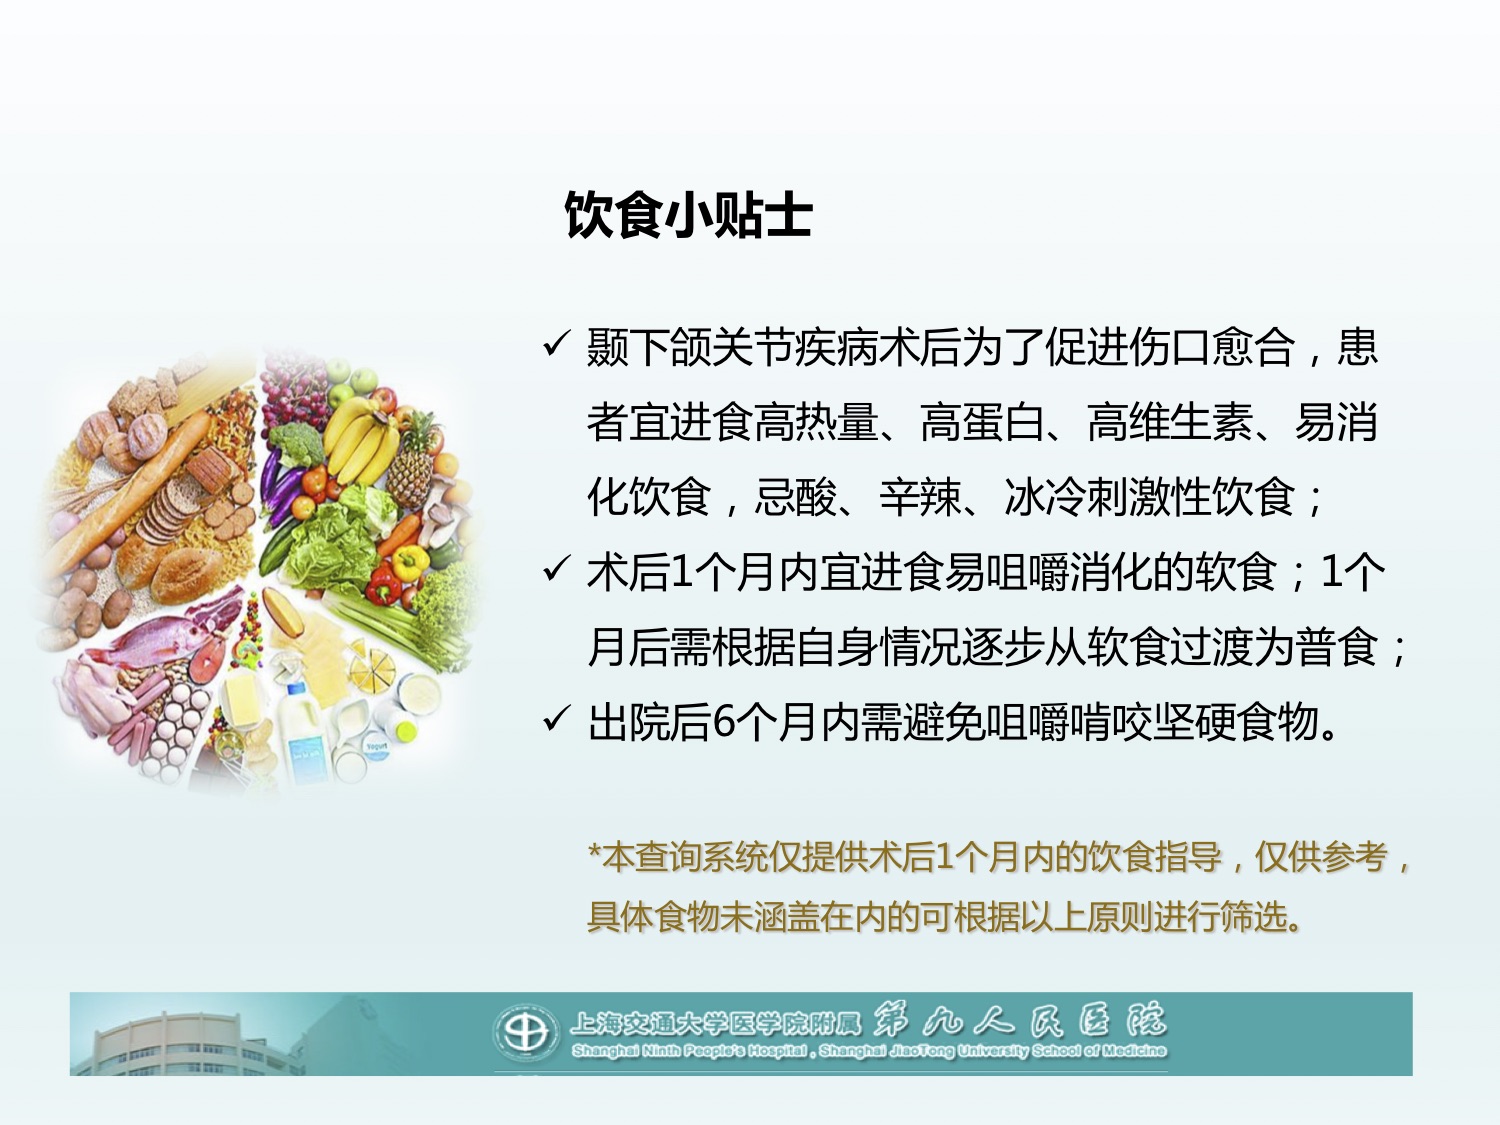 饮食小贴士
✓ 颞下颌关节疾病术后为了促进伤口愈合，患
者宜进食高热量、高蛋白、高维生素、易消
化饮食，忌酸、辛辣、冰冷刺激性饮食；
✓ 术后1个月内宜进食易咀嚼消化的软食；1个
月后需根据自身情况逐步从软食过渡为普食；
✓ 出院后6个月内需避免咀嚼啃咬坚硬食物。
Yogurt
*本查询系统仅提供术后1个月内的饮食指导，仅供参考，
具体食物未涵盖在内的可根据以上原则进行筛选。
上海交通大学医学院附属第九人民医院
Shanghai Ninth People's Hospital , Shanghai JiaoTong University School of Medicine